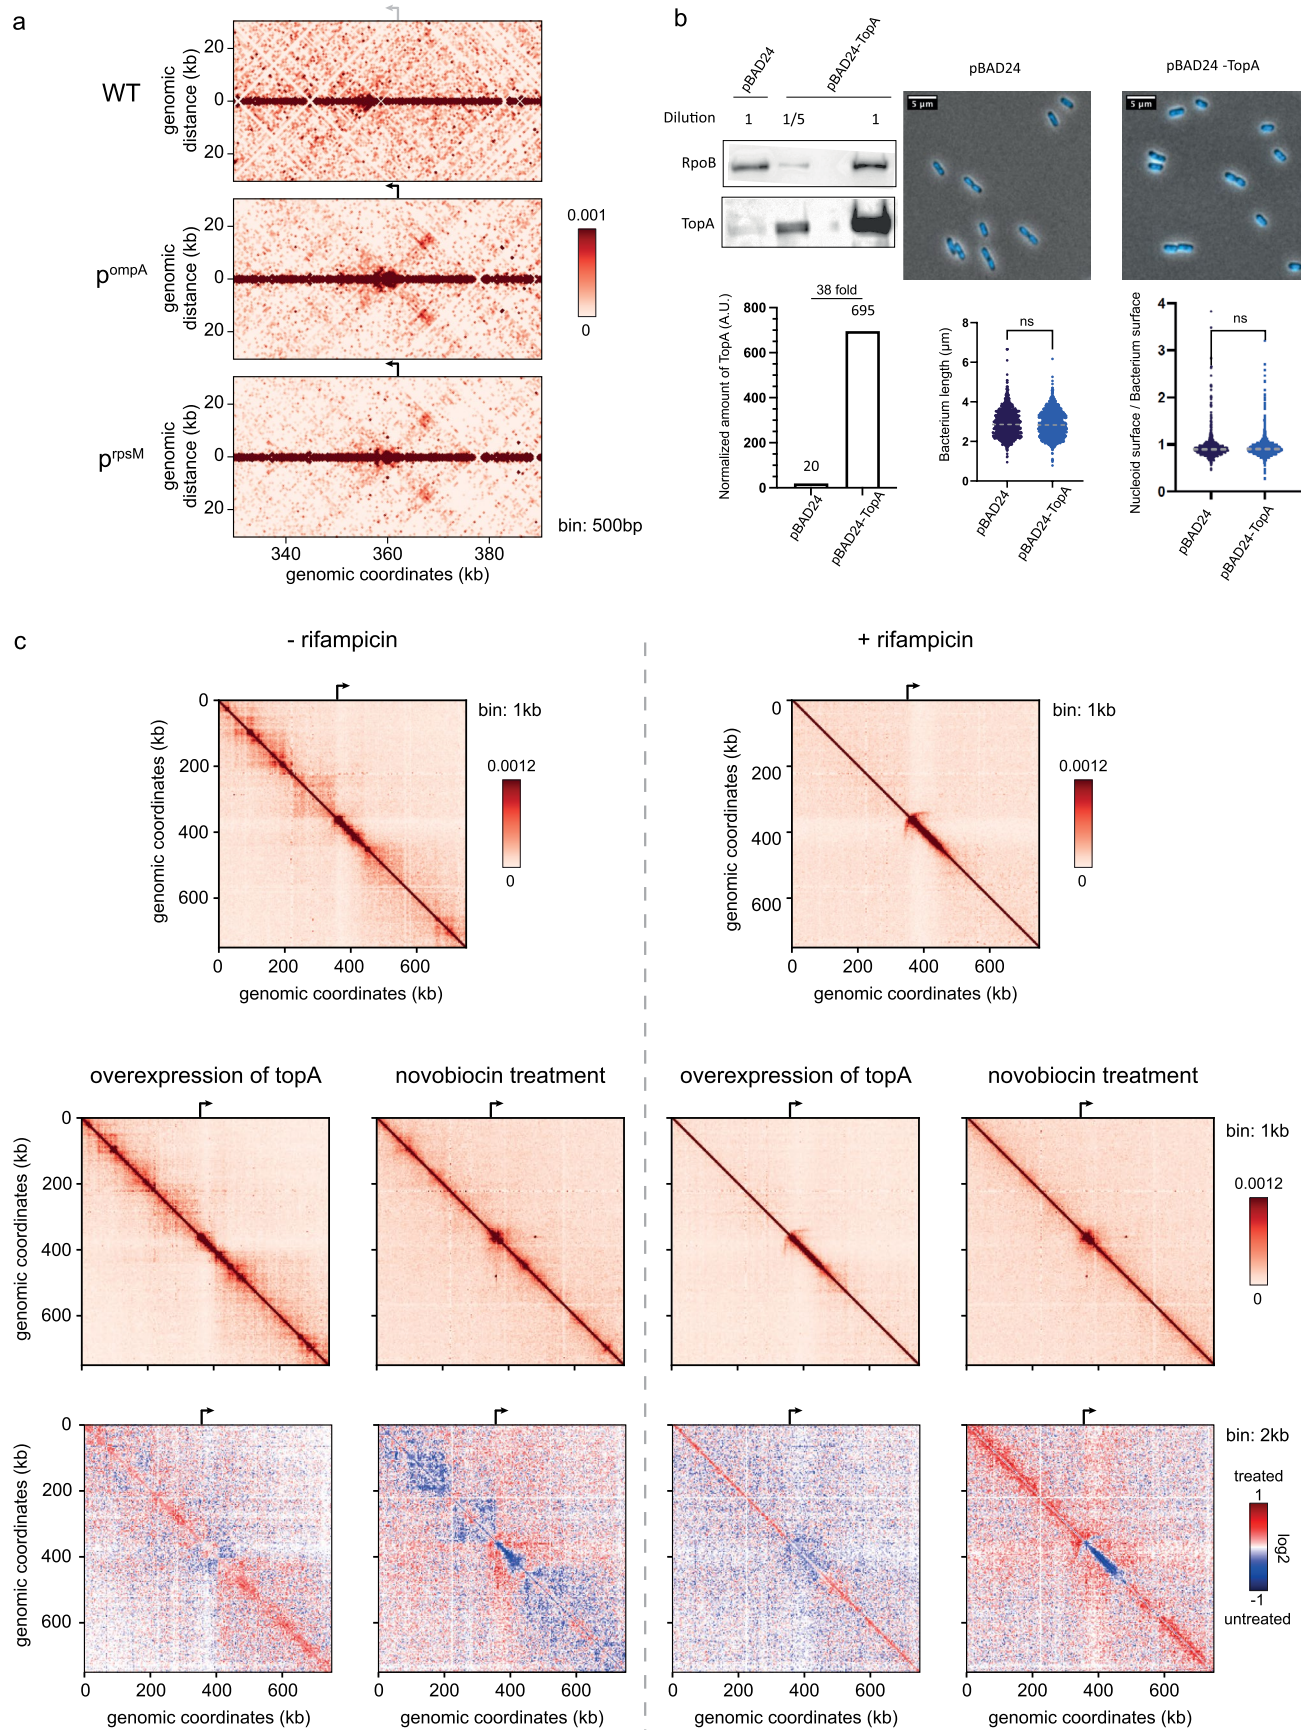 a
WT
genomic
distance (kb)
20
0
20
p^ompA
genomic
distance (kb)
20
0
20
0.001
0
p^rpsM
genomic
distance (kb)
20
0
20
bin: 500bp
340
360
380
genomic coordinates (kb)
b
pBAD24
pBAD24-TopA
Dilution
1
1/5
1
RpoB
TopA
pBAD24
5 µm
pBAD24 -TopA
5 µm
Normalized amount of TopA (A.U.)
800
600
400
200
0
38 fold
20
695
pBAD24
pBAD24-TopA
Bacterium length (µm)
8
6
4
2
0
ns
pBAD24
pBAD24-TopA
Nucleoid surface / Bacterium surface
4
3
2
1
0
ns
pBAD24
pBAD24-TopA
c
- rifampicin
+ rifampicin
genomic coordinates (kb)
0
200
400
600
0
200
400
600
genomic coordinates (kb)
bin: 1kb
0.0012
0
genomic coordinates (kb)
0
200
400
600
0
200
400
600
genomic coordinates (kb)
bin: 1kb
0.0012
0
overexpression of topA
novobiocin treatment
overexpression of topA
novobiocin treatment
genomic coordinates (kb)
0
200
400
600
bin: 1kb
0.0012
0
genomic coordinates (kb)
0
200
400
600
0
200
400
600
genomic coordinates (kb)
0
200
400
600
genomic coordinates (kb)
0
200
400
600
genomic coordinates (kb)
0
200
400
600
genomic coordinates (kb)
bin: 2kb
treated
1
log2
-1
untreated